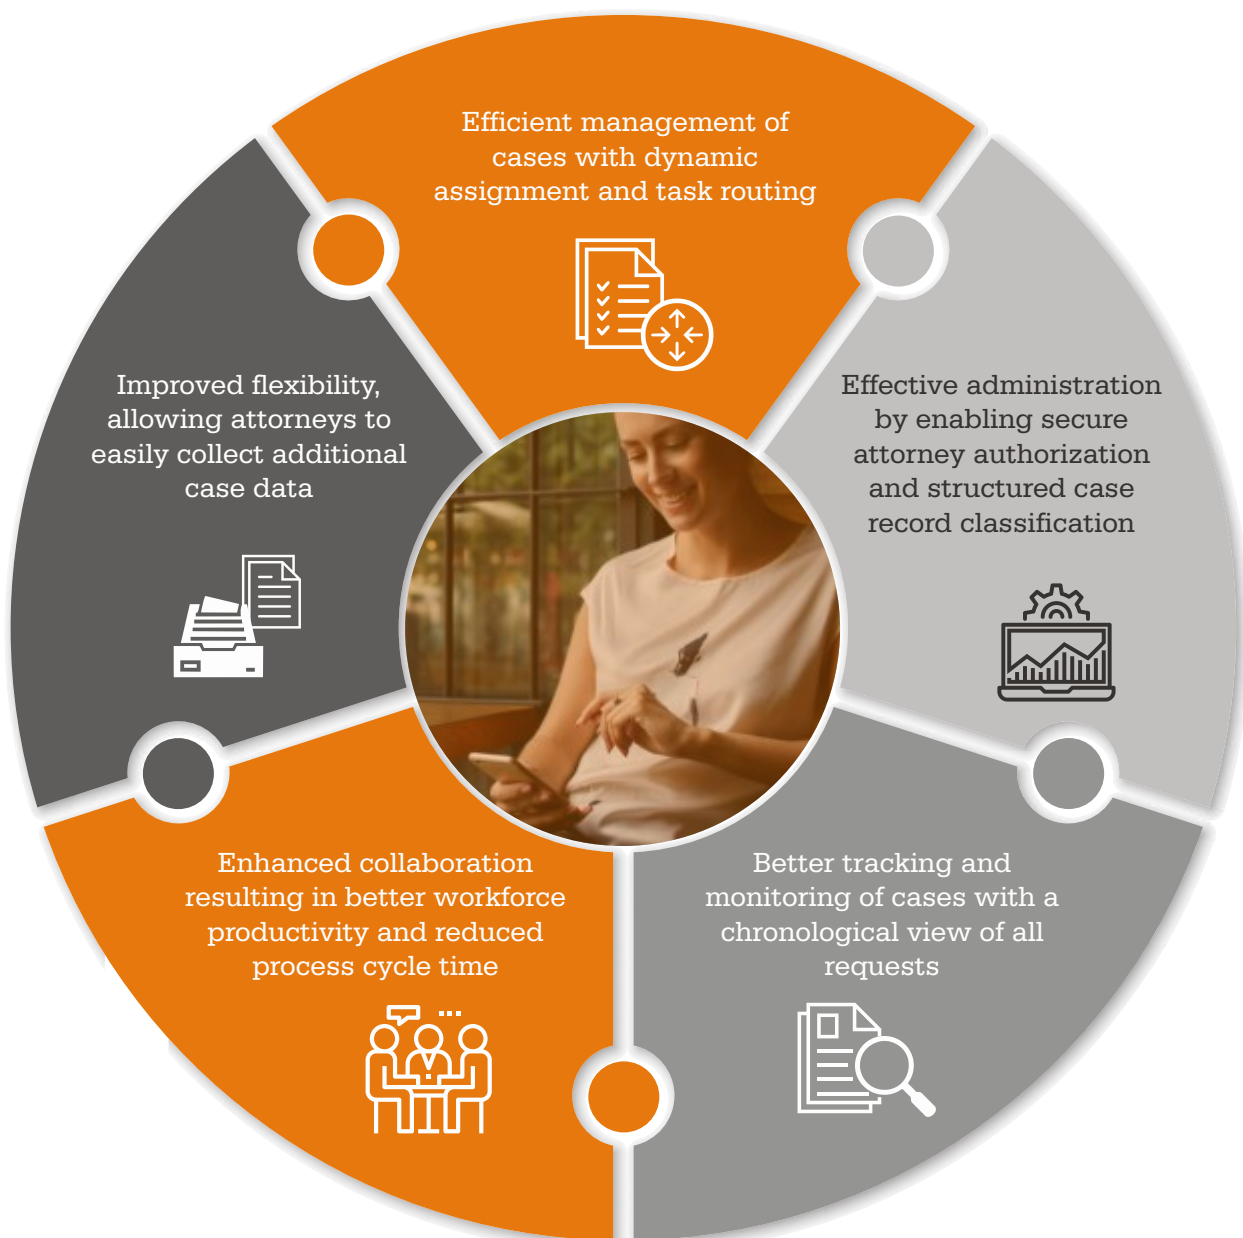 Efficient management of
cases with dynamic
assignment and task routing
Effective administration
by enabling secure
attorney authorization
and structured case
record classification
Better tracking and
monitoring of cases with a
chronological view of all
requests
Enhanced collaboration
resulting in better workforce
productivity and reduced
process cycle time
Improved flexibility,
allowing attorneys to
easily collect additional
case data